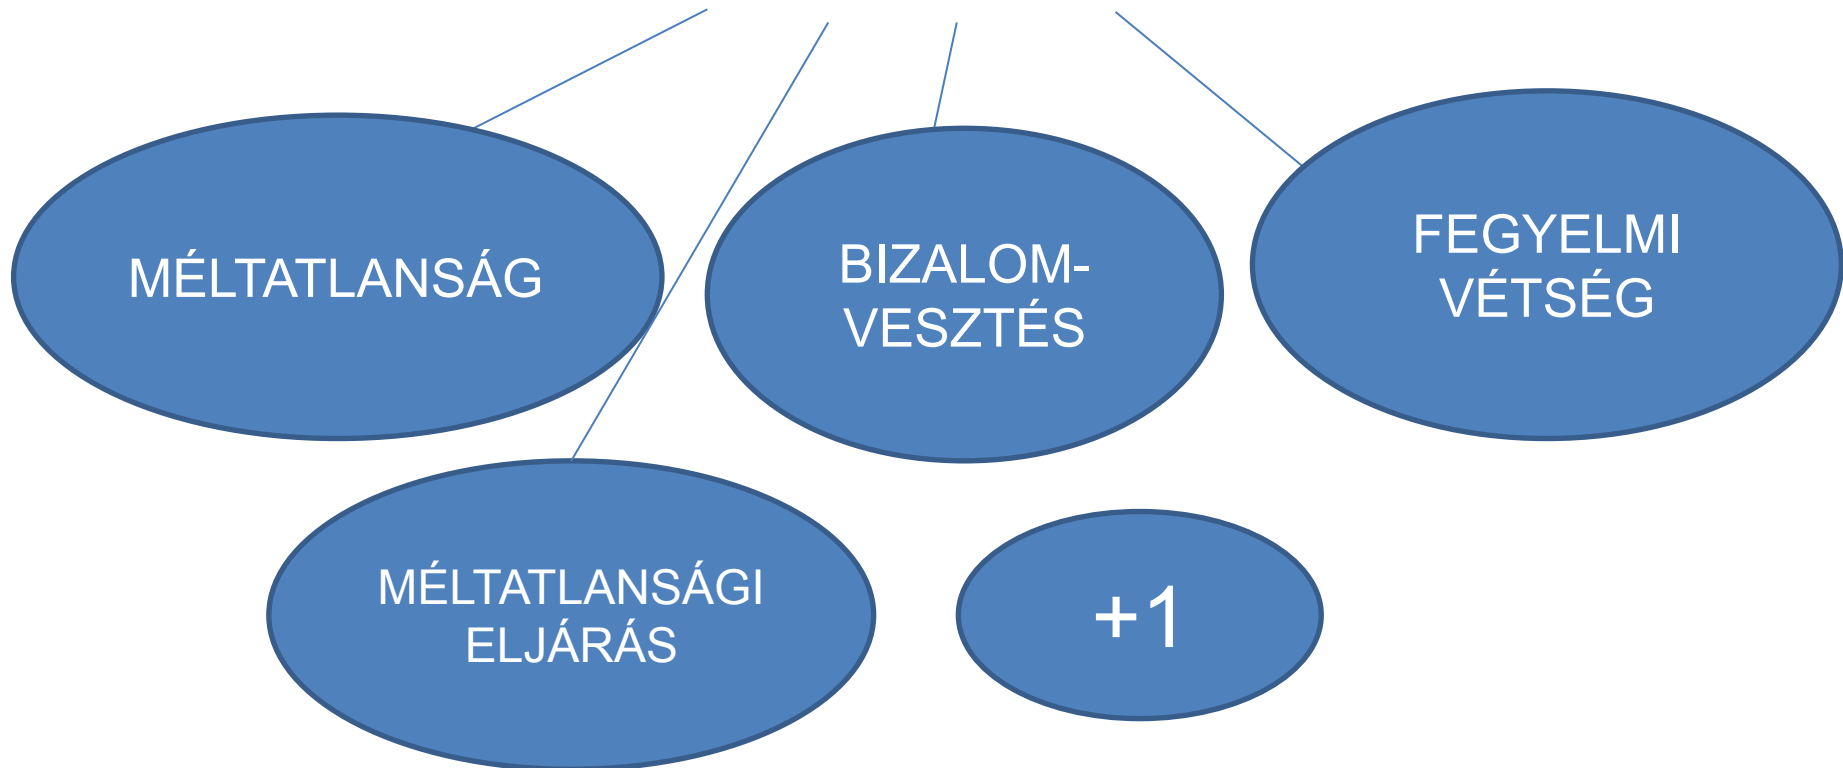 MÉLTATLANSÁG
BIZALOM-
VESZTÉS
FEGYELMI
VÉTSÉG
MÉLTATLANSÁGI
ELJÁRÁS
+1